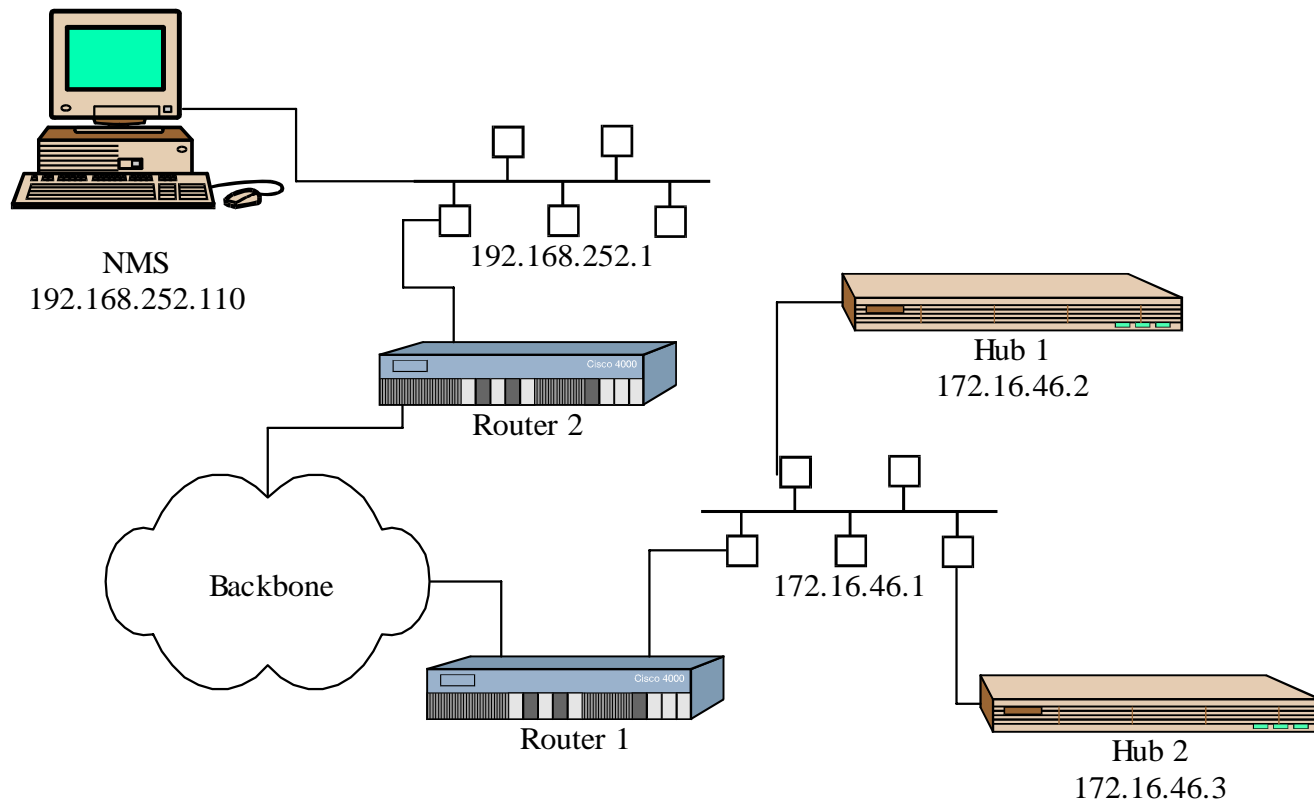 NMS
192.168.252.110
192.168.252.1
Cisco 4000
Router 2
Hub 1
172.16.46.2
Backbone
172.16.46.1
Cisco 4000
Router 1
Hub 2
172.16.46.3